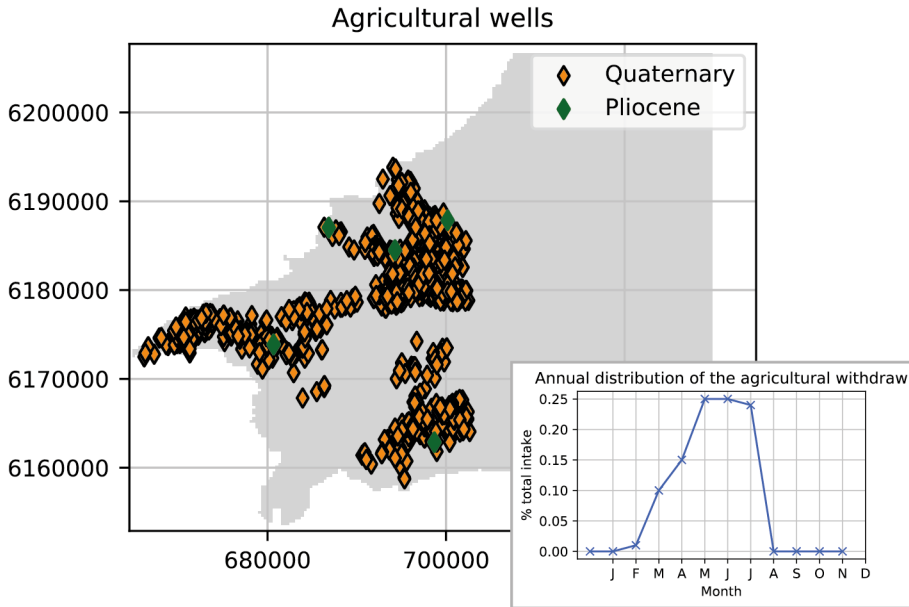 Agricultural wells
Quaternary
Pliocene
6200000
6190000
6180000
6170000
6160000
680000
700000
Annual distribution of the agricultural withdraw
0.25
0.20
0.15
0.10
0.05
0.00
% total intake
J F M A M J J A S O N D
Month